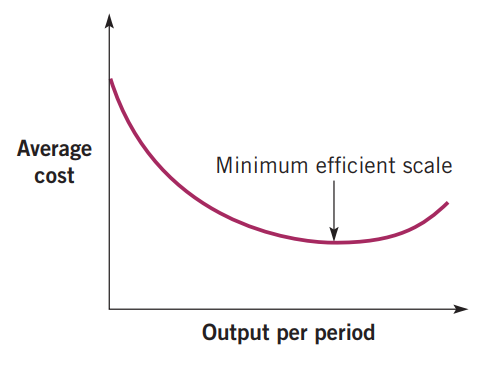 Average
cost
Minimum efficient scale
Output per period